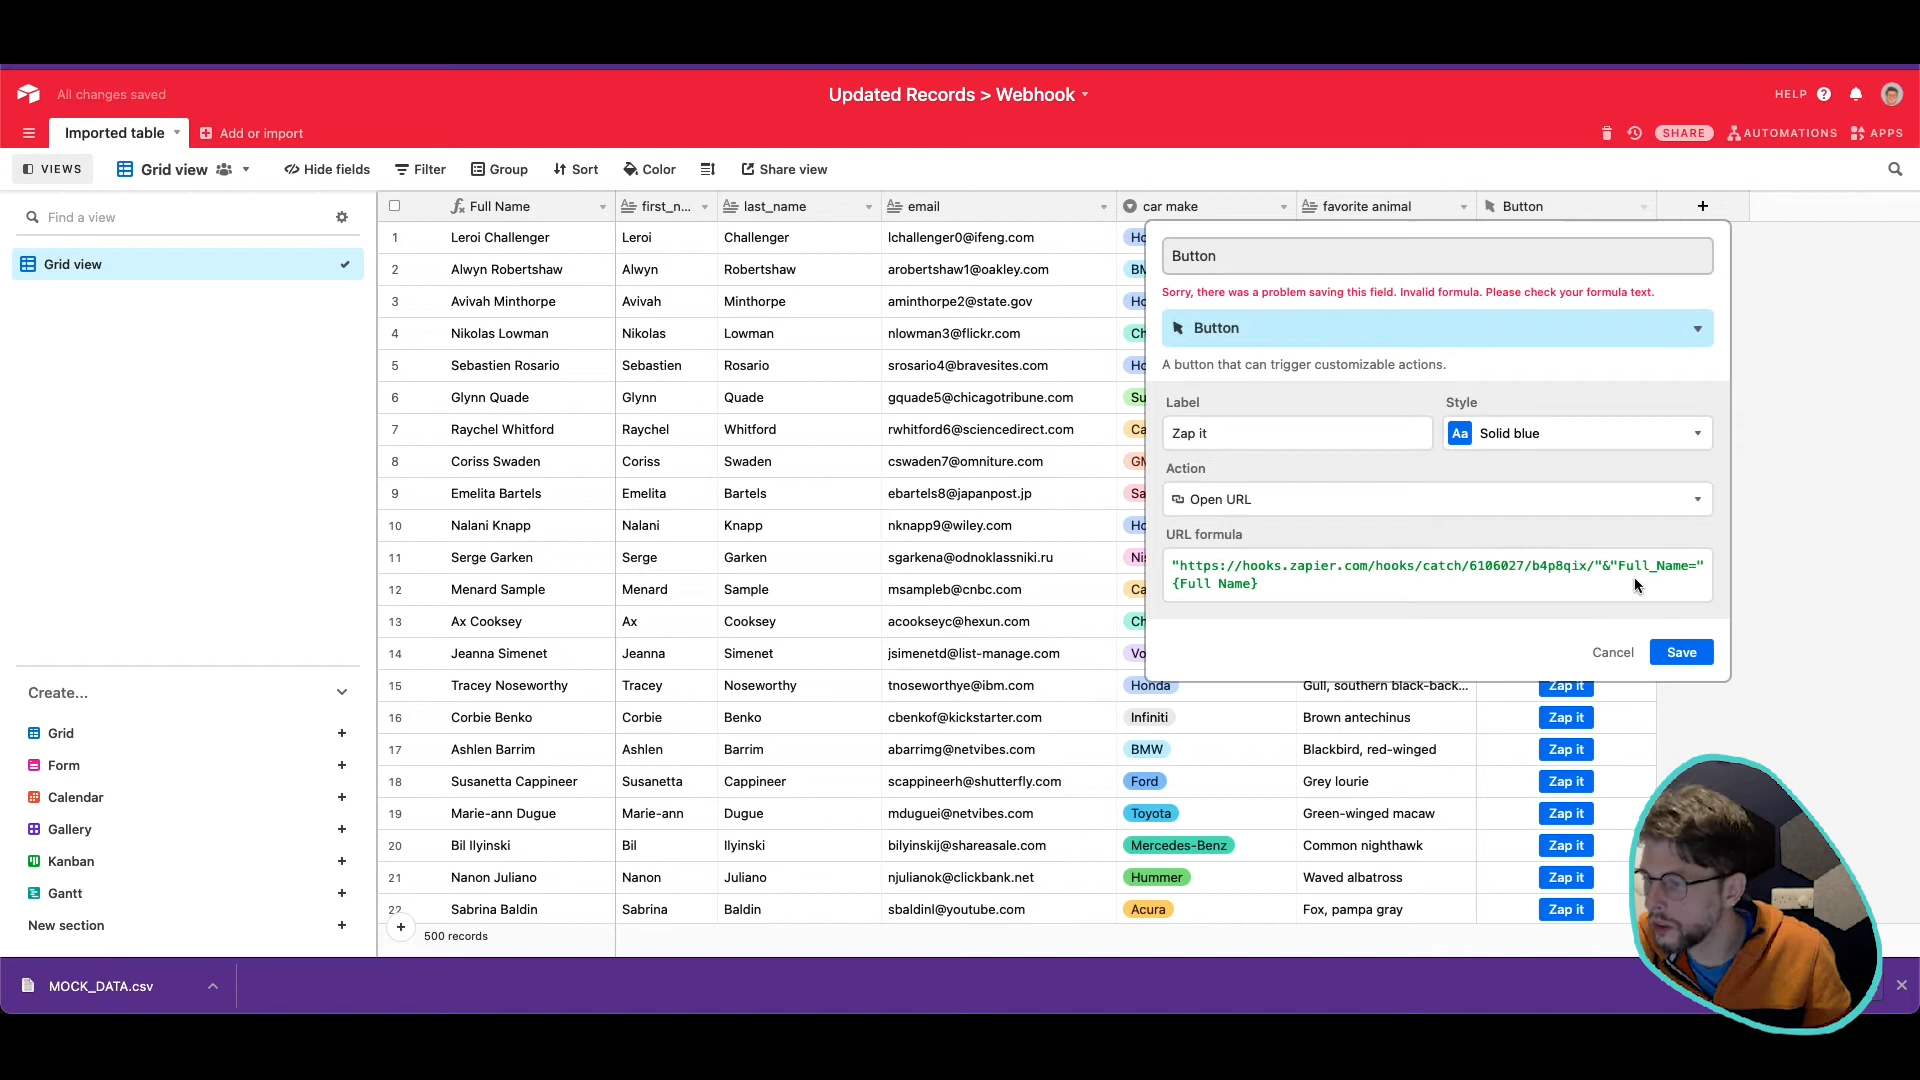 All changes saved
Updated Records > Webhook
HELP
Imported table
Add or import
SHARE
AUTOMATIONS
APPS
VIEWS
Grid view
Hide fields
Filter
Group
Sort
Color
Share view
Find a view
Grid view
Create...
Grid
Form
Calendar
Gallery
Kanban
Gantt
New section
Full Name first_n... last_name email car make favorite animal Button
1 Leroi Challenger Leroi Challenger lchallenger0@ifeng.com Ho
2 Alwyn Robertshaw Alwyn Robertshaw arobertshaw1@oakley.com BM
3 Avivah Minthorpe Avivah Minthorpe aminthorpe2@state.gov Ho
4 Nikolas Lowman Nikolas Lowman nlowman3@flickr.com Ch
5 Sebastien Rosario Sebastien Rosario srosario4@bravesites.com Ho
6 Glynn Quade Glynn Quade gquade5@chicagotribune.com Su
7 Raychel Whitford Raychel Whitford rwhitford6@sciencedirect.com Ca
8 Coriss Swaden Coriss Swaden cswaden7@omniture.com GM
9 Emelita Bartels Emelita Bartels ebartels8@japanpost.jp Sa
10 Nalani Knapp Nalani Knapp nknapp9@wiley.com Ho
11 Serge Garken Serge Garken sgarkena@odnoklassniki.ru Nis
12 Menard Sample Menard Sample msampleb@cnbc.com Ca
13 Ax Cooksey Ax Cooksey acookseyc@hexun.com Ch
14 Jeanna Simenet Jeanna Simenet jsimenetd@list-manage.com Vo
15 Tracey Noseworthy Tracey Noseworthy tnoseworthye@ibm.com Honda Gull, southern black-back... Zap it
16 Corbie Benko Corbie Benko cbenkof@kickstarter.com Infiniti Brown antechinus Zap it
17 Ashlen Barrim Ashlen Barrim abarrimg@netvibes.com BMW Blackbird, red-winged Zap it
18 Susanetta Cappineer Susanetta Cappineer scappineerh@shutterfly.com Ford Grey lourie Zap it
19 Marie-ann Dugue Marie-ann Dugue mduguei@netvibes.com Toyota Green-winged macaw Zap it
20 Bil Ilyinski Bil Ilyinski bilyinskij@shareasale.com Mercedes-Benz Common nighthawk Zap it
21 Nanon Juliano Nanon Juliano njulianok@clickbank.net Hummer Waved albatross Zap it
22 Sabrina Baldin Sabrina Baldin sbaldinl@youtube.com Acura Fox, pampa gray Zap it
500 records
Button
Sorry, there was a problem saving this field. Invalid formula. Please check your formula text.
Button
A button that can trigger customizable actions.
Label Style
Zap it Aa Solid blue
Action
Open URL
URL formula
"https://hooks.zapier.com/hooks/catch/6106027/b4p8qix/"&"Full_Name="
{Full Name}
Cancel Save
MOCK_DATA.csv